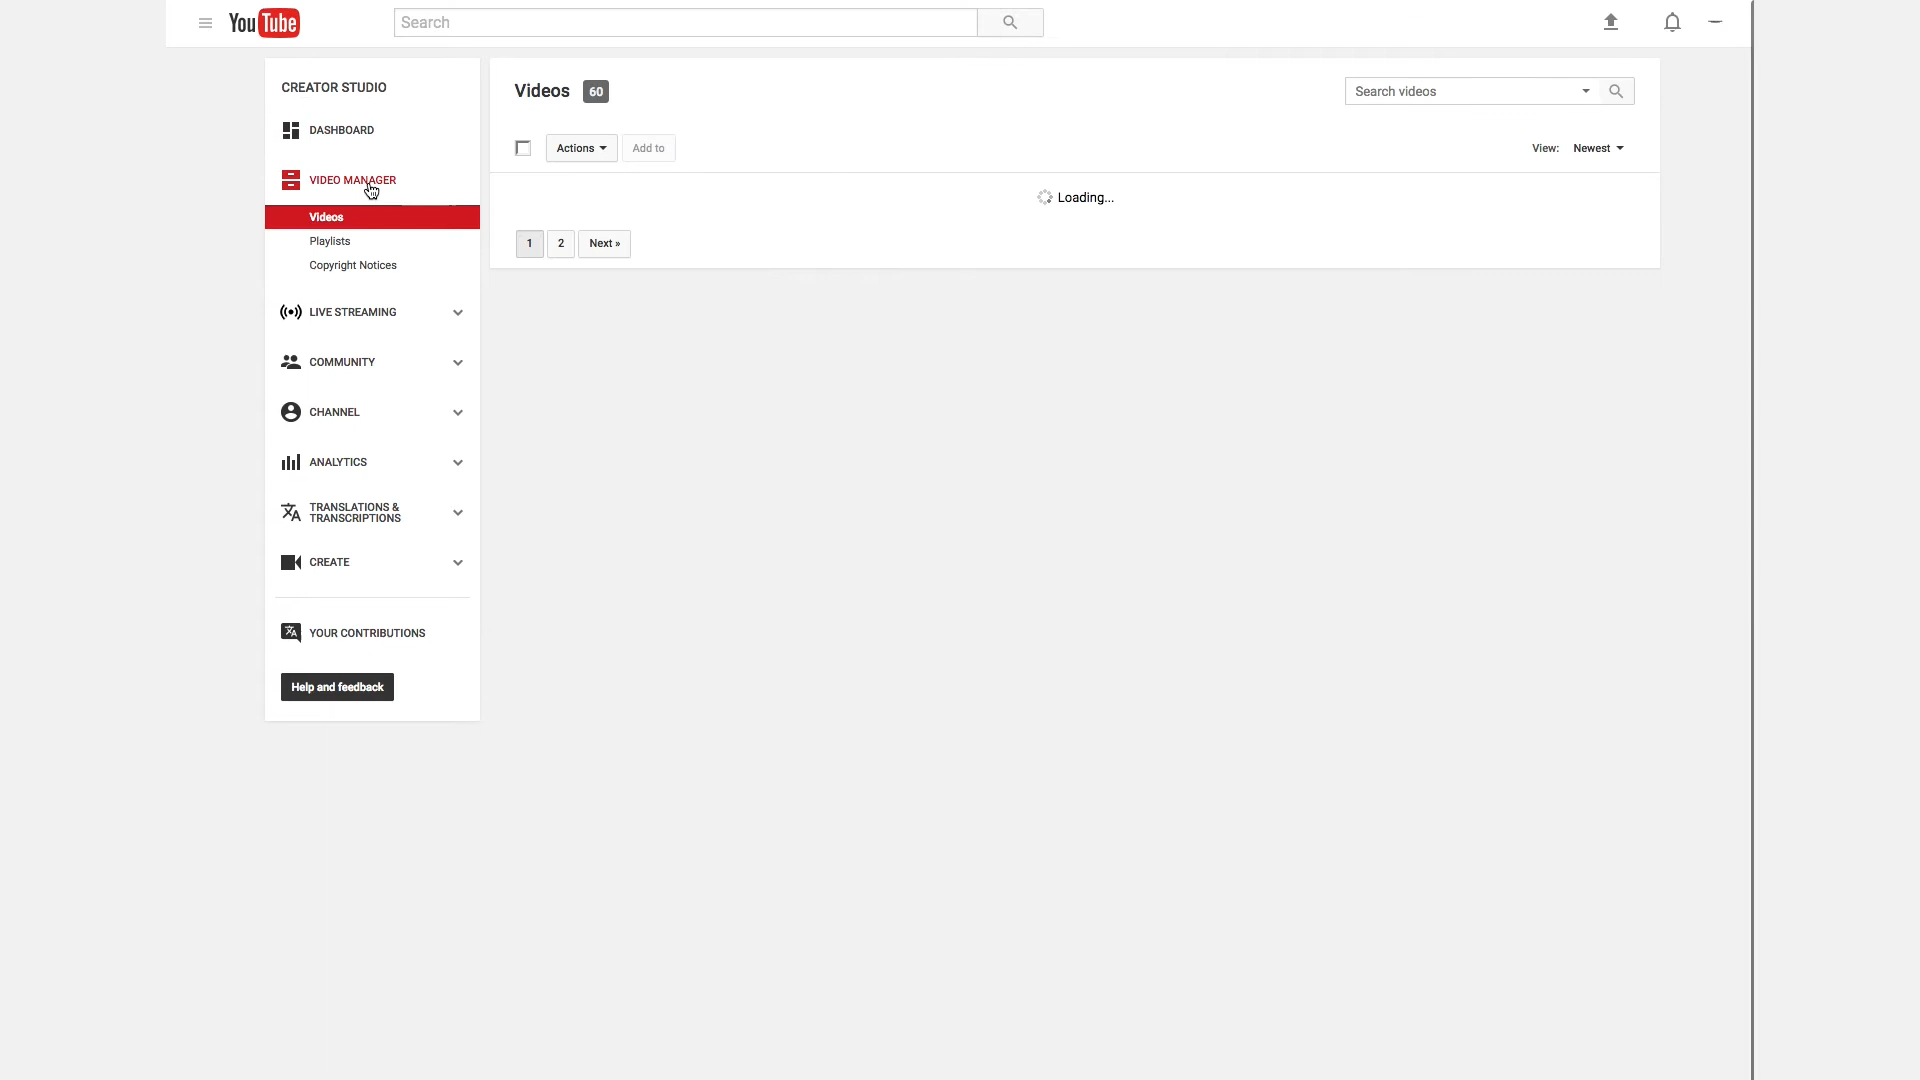 YouTube
Search
CREATOR STUDIO
DASHBOARD
VIDEO MANAGER
Videos
Playlists
Copyright Notices
LIVE STREAMING
COMMUNITY
CHANNEL
ANALYTICS
TRANSLATIONS &
TRANSCRIPTIONS
CREATE
YOUR CONTRIBUTIONS
Help and feedback
Videos 60
Search videos
Actions Add to
View: Newest
Loading...
1 2 Next »